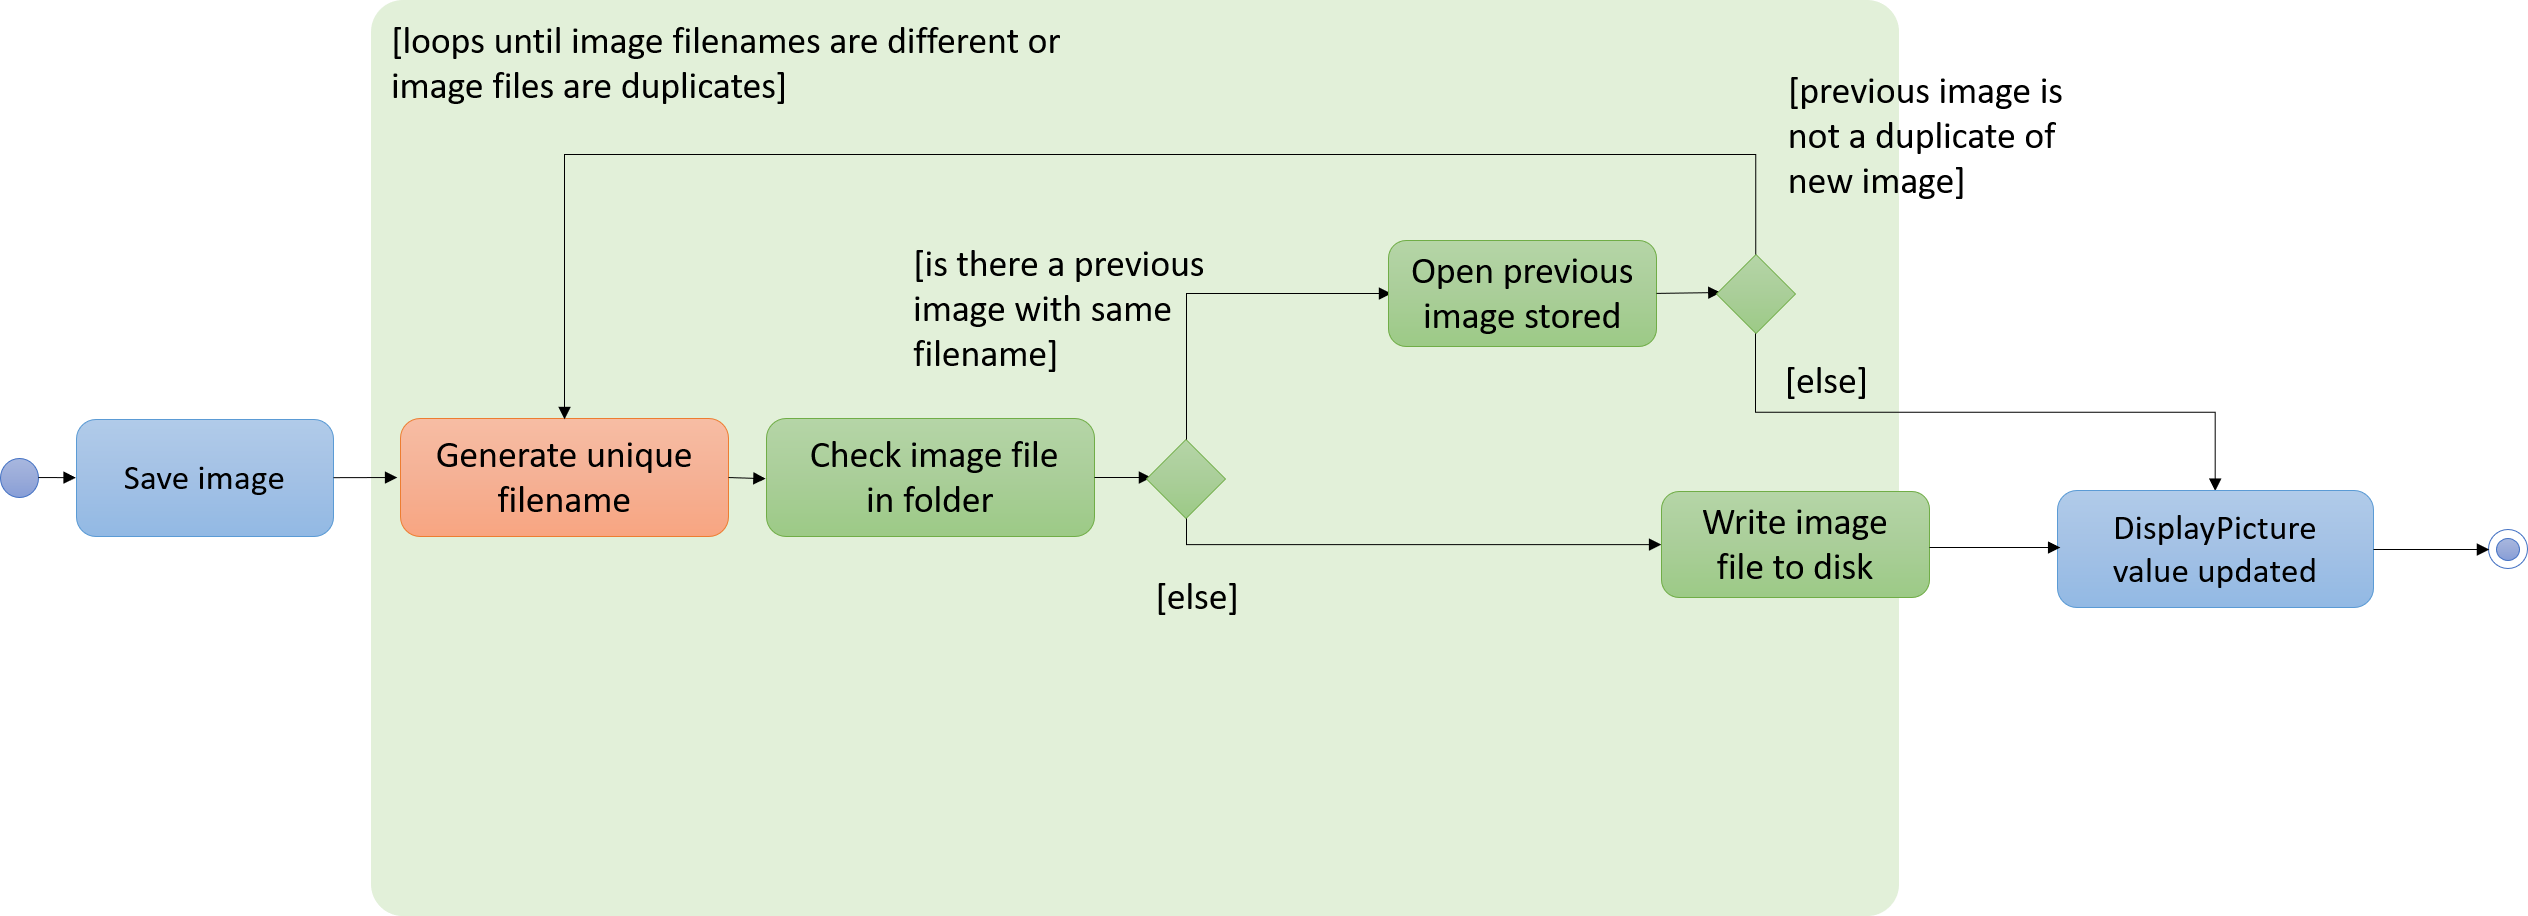 [loops until image filenames are different or
image files are duplicates]
[previous image is
not a duplicate of
new image]
[is there a previous
image with same
filename]
Open previous
image stored
[else]
Save image
Generate unique
filename
Check image file
in folder
Write image
file to disk
DisplayPicture
value updated
[else]